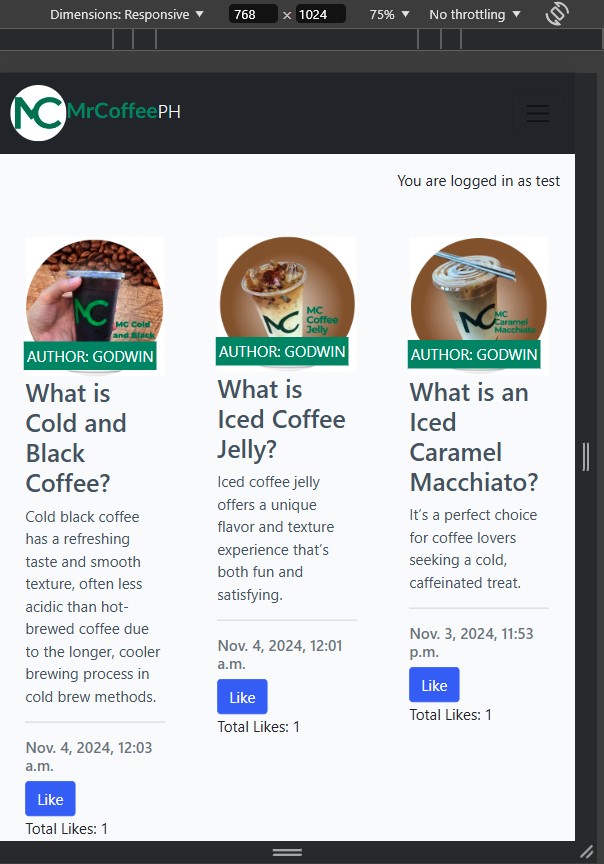 Dimensions: Responsive 768 × 1024 75% No throttling
MC MrCoffeePH
You are logged in as test
MC
MC Cold
and Black
AUTHOR: GODWIN
What is
Cold and
Black
Coffee?
Cold black coffee
has a refreshing
taste and smooth
texture, often less
acidic than hot-
brewed coffee due
to the longer, cooler
brewing process in
cold brew methods.
Nov. 4, 2024, 12:03
a.m.
Like
Total Likes: 1
MC
MC
Coffee
Jelly
AUTHOR: GODWIN
What is
Iced Coffee
Jelly?
Iced coffee jelly
offers a unique
flavor and texture
experience that’s
both fun and
satisfying.
Nov. 4, 2024, 12:01
a.m.
Like
Total Likes: 1
MC
MC
Caramel
Macchiato
AUTHOR: GODWIN
What is an
Iced
Caramel
Macchiato?
It’s a perfect choice
for coffee lovers
seeking a cold,
caffeinated treat.
Nov. 3, 2024, 11:53
p.m.
Like
Total Likes: 1